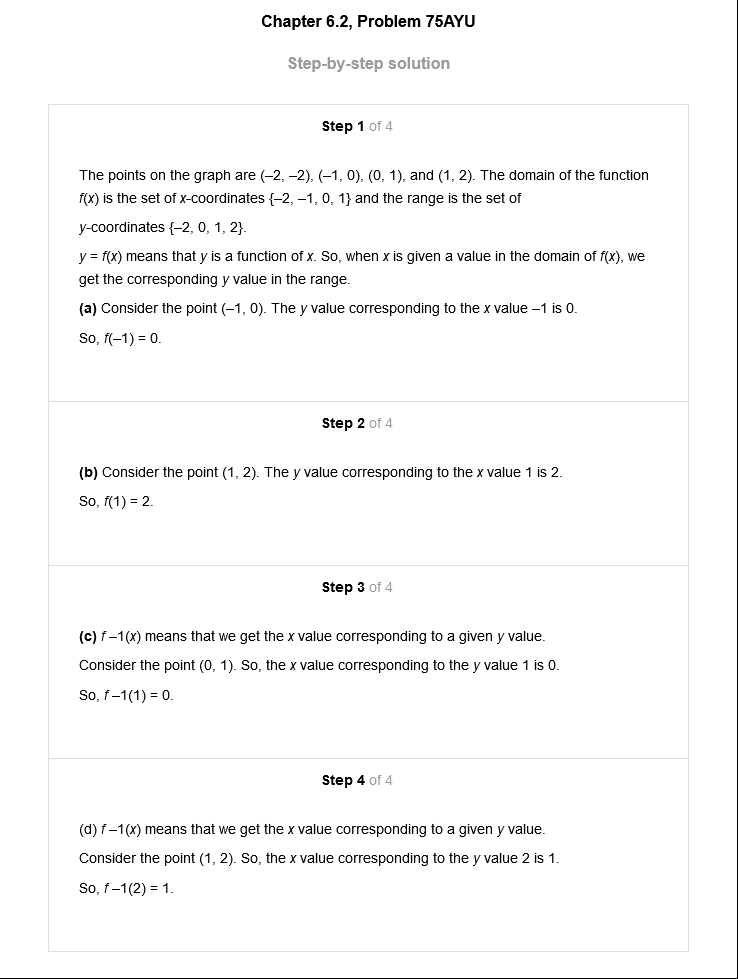 Chapter 6.2, Problem 75AYU
Step-by-step solution
Step 1 of 4
The points on the graph are (–2, –2), (–1, 0), (0, 1), and (1, 2). The domain of the function
f(x) is the set of x-coordinates {–2, –1, 0, 1} and the range is the set of
y-coordinates {–2, 0, 1, 2}.
y = f(x) means that y is a function of x. So, when x is given a value in the domain of f(x), we
get the corresponding y value in the range.
(a) Consider the point (–1, 0). The y value corresponding to the x value –1 is 0.
So, f(–1) = 0.
Step 2 of 4
(b) Consider the point (1, 2). The y value corresponding to the x value 1 is 2.
So, f(1) = 2.
Step 3 of 4
(c) f –1(x) means that we get the x value corresponding to a given y value.
Consider the point (0, 1). So, the x value corresponding to the y value 1 is 0.
So, f –1(1) = 0.
Step 4 of 4
(d) f –1(x) means that we get the x value corresponding to a given y value.
Consider the point (1, 2). So, the x value corresponding to the y value 2 is 1.
So, f –1(2) = 1.